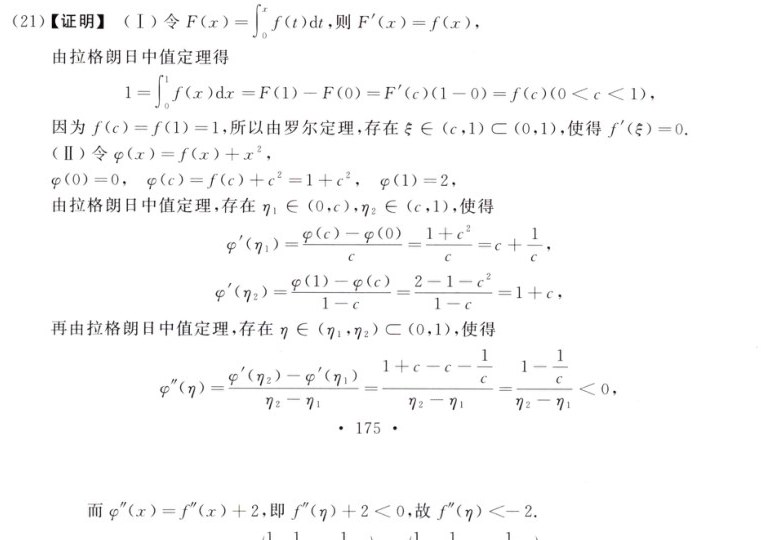 (21)【证明】 (Ⅰ)令 F(x)=∫₀ˣ f(t)dt,则 F′(x)=f(x),
由拉格朗日中值定理得
1=∫₀¹ f(x)dx=F(1)−F(0)=F′(c)(1−0)=f(c)(0<c<1),
因为 f(c)=f(1)=1,所以由罗尔定理,存在 ξ∈(c,1)⊂(0,1),使得 f′(ξ)=0.
(Ⅱ)令 φ(x)=f(x)+x²,
φ(0)=0, φ(c)=f(c)+c²=1+c², φ(1)=2,
由拉格朗日中值定理,存在 η₁∈(0,c),η₂∈(c,1),使得
φ′(η₁)=(φ(c)−φ(0))/c=(1+c²)/c=c+1/c,
φ′(η₂)=(φ(1)−φ(c))/(1−c)=(2−1−c²)/(1−c)=1+c,
再由拉格朗日中值定理,存在 η∈(η₁,η₂)⊂(0,1),使得
φ″(η)=(φ′(η₂)−φ′(η₁))/(η₂−η₁)=(1+c−c−1/c)/(η₂−η₁)=(1−1/c)/(η₂−η₁)<0,
• 175 •
而 φ″(x)=f″(x)+2,即 f″(η)+2<0,故 f″(η)<−2.